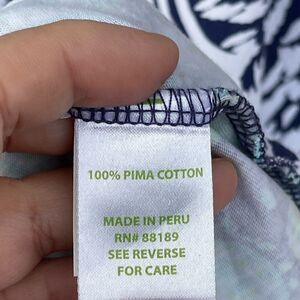 100% PIMA COTTON
MADE IN PERU
RN# 88189
SEE REVERSE
FOR CARE